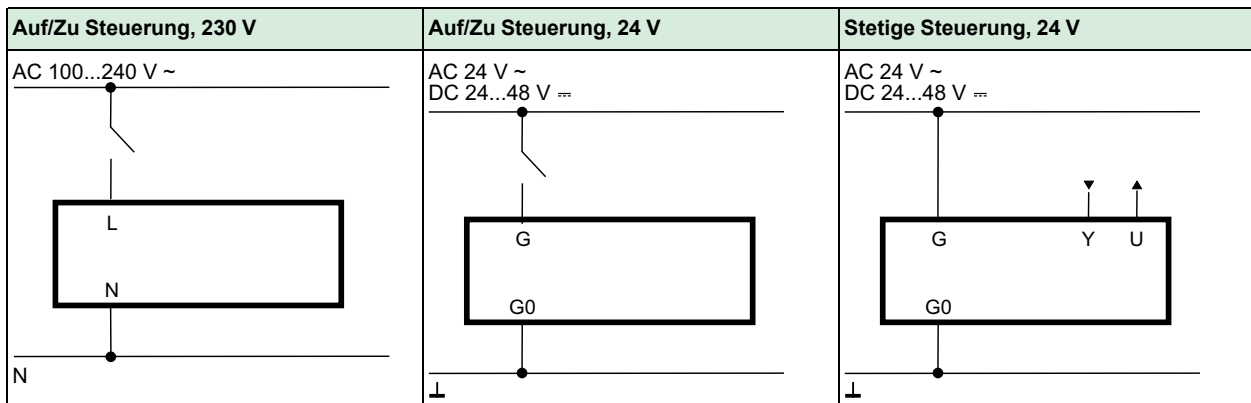 Auf/Zu Steuerung, 230 V
AC 100...240 V ~
L
N
N
Auf/Zu Steuerung, 24 V
AC 24 V ~
DC 24...48 V ⎓
G
G0
Stetige Steuerung, 24 V
AC 24 V ~
DC 24...48 V ⎓
G Y U
G0